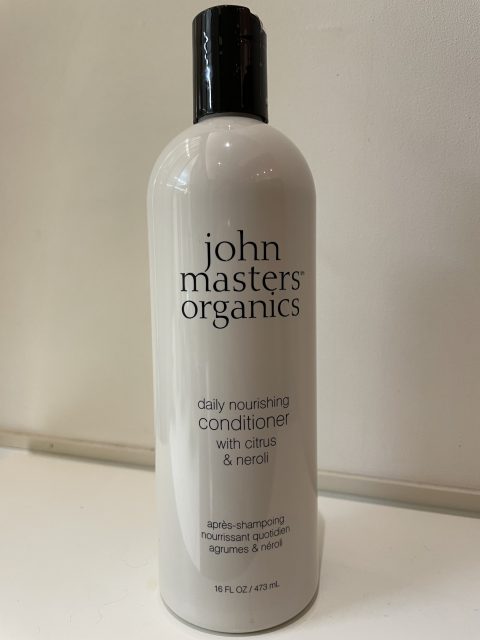 john
masters®
organics
daily nourishing
conditioner
with citrus
& neroli
après-shampoing
nourrissant quotidien
agrumes & néroli
16 FL OZ / 473 mL